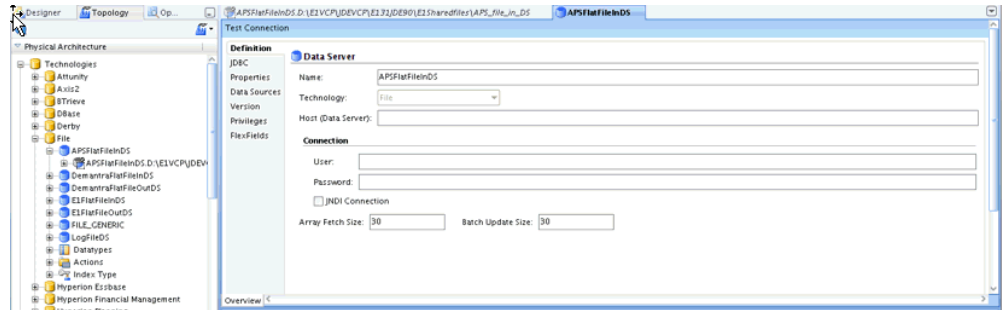 Designer
Topology
Op...
Physical Architecture
Technologies
Attunity
Axis2
BTrieve
DBase
Derby
File
APSFlatFileInDS
APSFlatFileInDS.D:\E1VCP\JDEV
DemantraFlatFileInDS
DemantraFlatFileOutDS
E1FlatFileInDS
E1FlatFileOutDS
FILE_GENERIC
LogFileDS
Datatypes
Actions
Index Type
Hyperion Essbase
Hyperion Financial Management
APSFlatFileInDS.D:\E1VCP\JDEVCP\E131JDE90\E1Sharedfiles\APS_file_in_DS
APSFlatFileInDS
Test Connection
Definition
JDBC
Properties
Data Sources
Version
Privileges
FlexFields
Data Server
Name: APSFlatFileInDS
Technology: File
Host (Data Server):
Connection
User:
Password:
JNDI Connection
Array Fetch Size: 30 Batch Update Size: 30
Overview